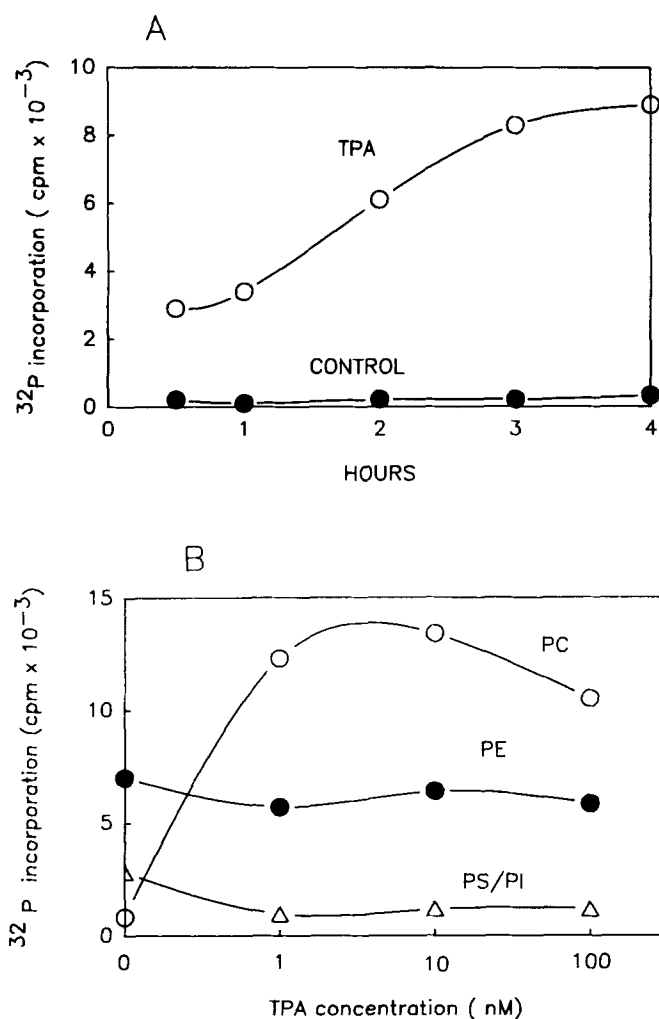 A
³²P incorporation ( cpm x 10⁻³)
10
8
6
4
2
0
TPA
CONTROL
0 1 2 3 4
HOURS
B
³²P incorporation (cpm x 10⁻³)
15
10
5
0
PC
PE
PS/PI
0 1 10 100
TPA concentration ( nM)